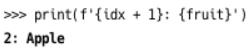 >>> print(f'{idx + 1}: {fruit}')
2: Apple